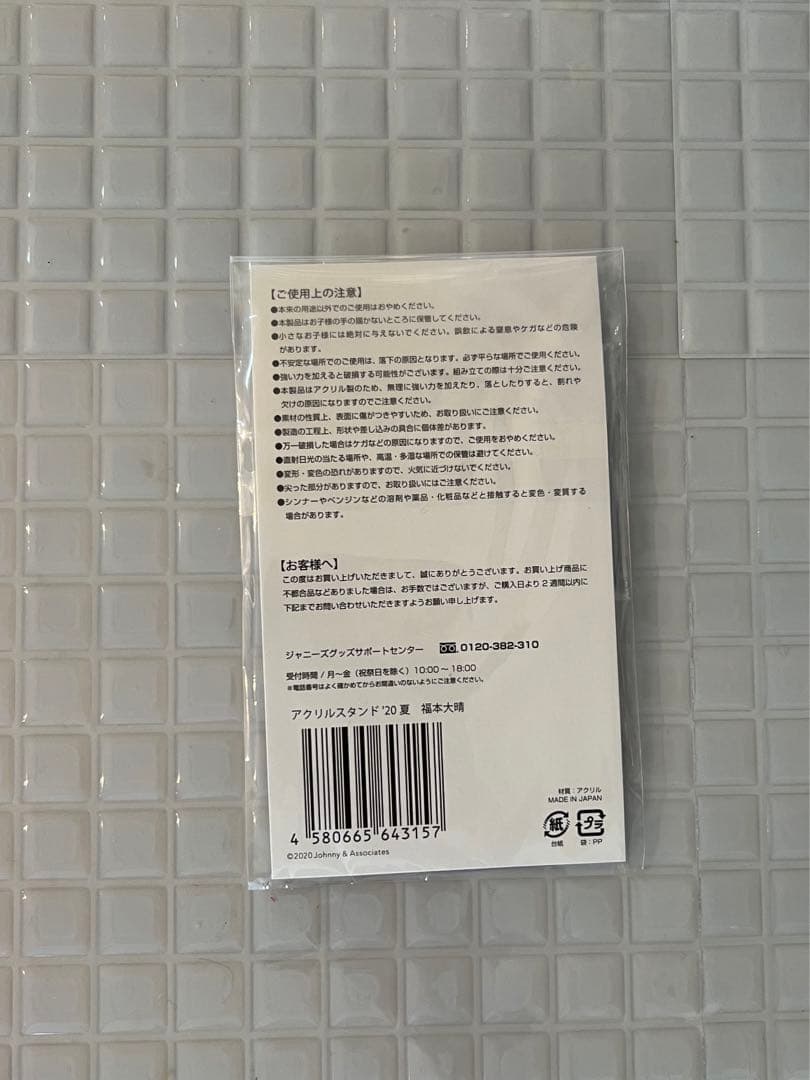 【ご使用上の注意】
●本来の用途以外でのご使用はおやめください。
●本製品はお子様の手の届かないところに保管してください。
●小さなお子様には絶対に与えないでください。誤飲による窒息やケガなどの危険
があります。
●不安定な場所でのご使用は、落下の原因となります。必ず平らな場所でご使用ください。
●強い力を加えると破損する可能性がございます。組み立ての際は十分ご注意ください。
●本製品はアクリル製のため、無理に強い力を加えたり、落としたりすると、割れや
欠けの原因になりますのでご注意ください。
●素材の性質上、表面に傷がつきやすいため、お取り扱いにご注意ください。
●製造の工程上、形状や差し込みの具合に個体差があります。
●万一破損した場合はケガなどの原因になりますので、ご使用をおやめください。
●直射日光の当たる場所や、高温・多湿な場所での保管は避けてください。
●変形・変色の恐れがありますので、火気に近づけないでください。
●尖った部分がありますので、お取り扱いにはご注意ください。
●シンナーやベンジンなどの溶剤や薬品・化粧品などと接触すると変色・変質する
場合があります。
【お客様へ】
この度はお買い上げいただきまして、誠にありがとうございます。お買い上げ商品に
不都合品などありました場合は、お手数ではございますが、ご購入日より2週間以内に
下記までお問い合わせいただきますようお願い申し上げます。
ジャニーズグッズサポートセンター 0120-382-310
受付時間 / 月〜金（祝祭日を除く）10:00〜18:00
※電話番号はよく確かめてからお間違いのないようにご注意ください。
アクリルスタンド '20 夏 福本大晴
4 580665 643157
©2020 Johnny & Associates
材質：アクリル
MADE IN JAPAN
紙 プラ
台紙 袋：PP